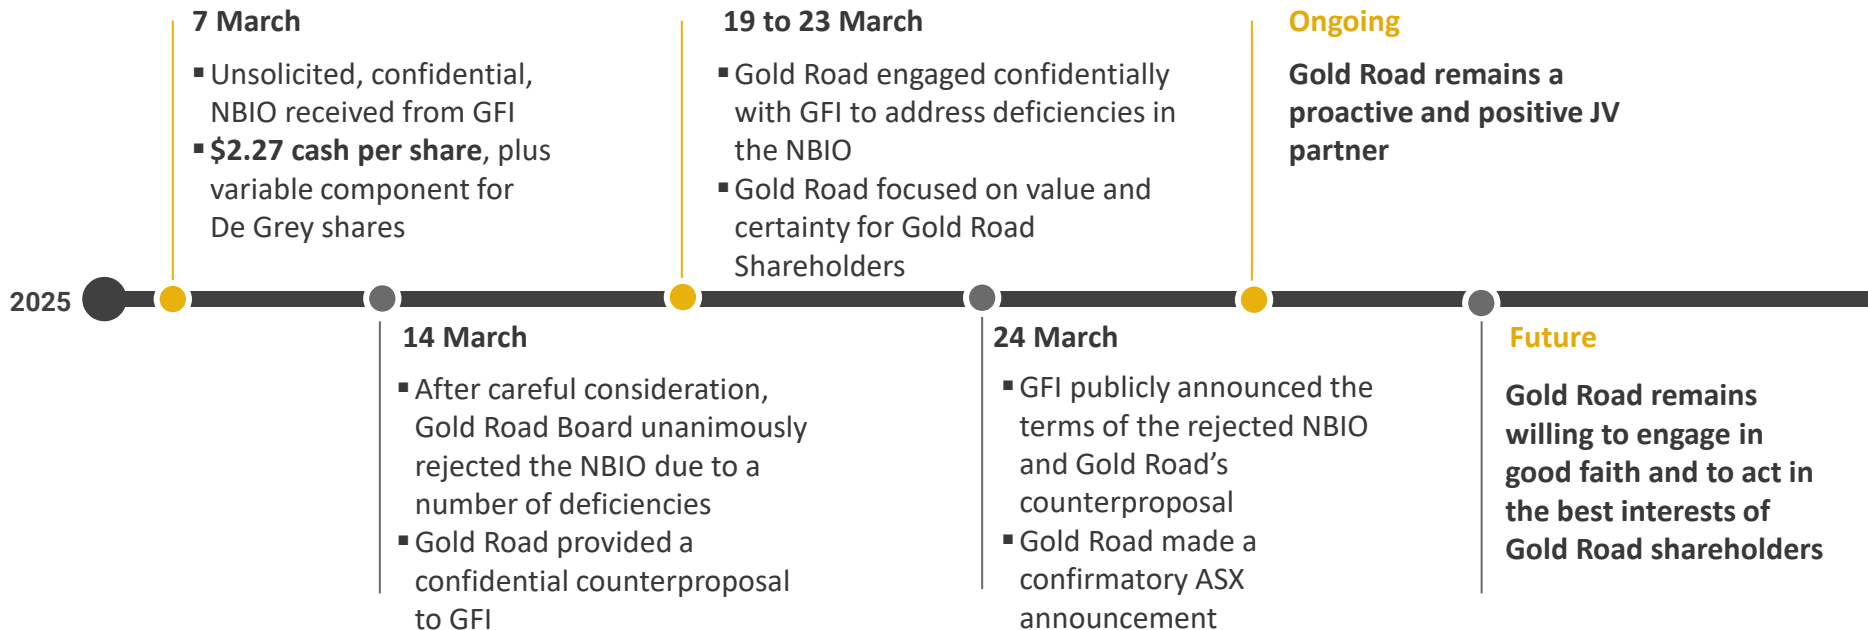 2025
7 March
▪ Unsolicited, confidential,
NBIO received from GFI
▪ $2.27 cash per share, plus
variable component for
De Grey shares
14 March
▪ After careful consideration,
Gold Road Board unanimously
rejected the NBIO due to a
number of deficiencies
▪ Gold Road provided a
confidential counterproposal
to GFI
19 to 23 March
▪ Gold Road engaged confidentially
with GFI to address deficiencies in
the NBIO
▪ Gold Road focused on value and
certainty for Gold Road
Shareholders
24 March
▪ GFI publicly announced the
terms of the rejected NBIO
and Gold Road’s
counterproposal
▪ Gold Road made a
confirmatory ASX
announcement
Ongoing
Gold Road remains a
proactive and positive JV
partner
Future
Gold Road remains
willing to engage in
good faith and to act in
the best interests of
Gold Road shareholders